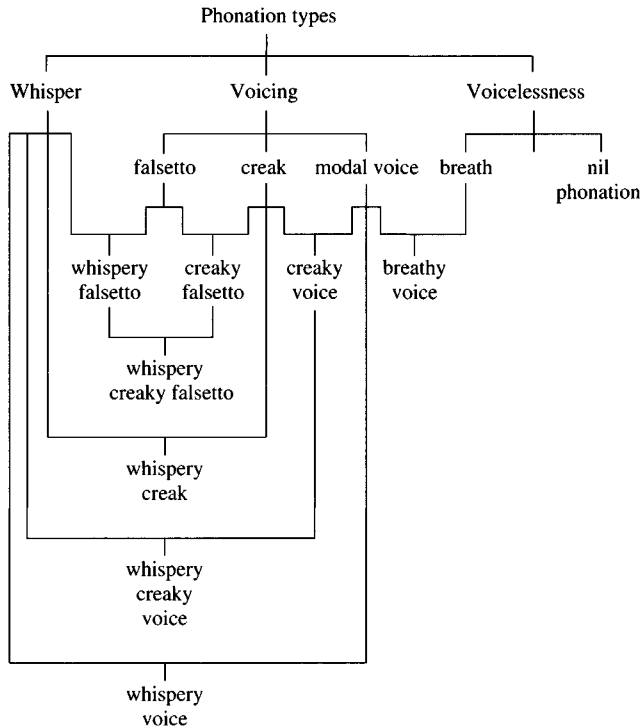 Phonation types
Whisper Voicing Voicelessness
falsetto creak modal voice breath nil
phonation
whispery creaky creaky breathy
falsetto falsetto voice voice
whispery
creaky falsetto
whispery
creak
whispery
creaky
voice
whispery
voice